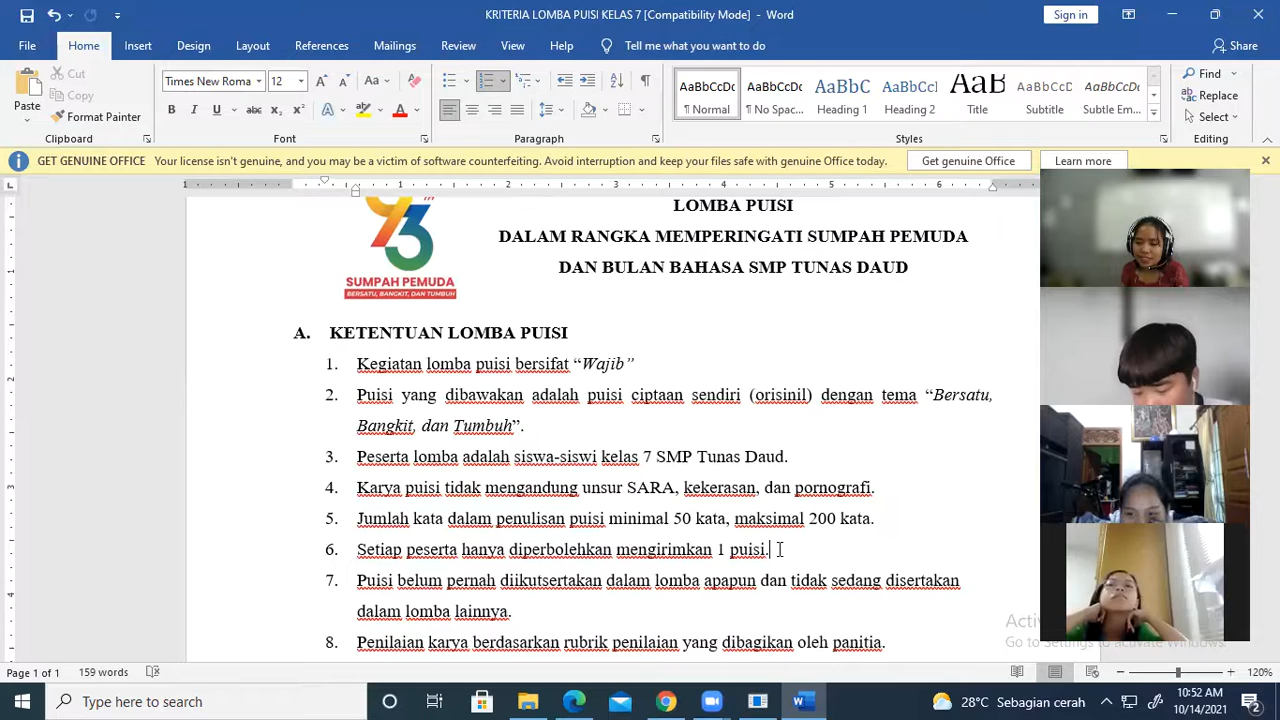 KRITERIA LOMBA PUISI KELAS 7 [Compatibility Mode] - Word
Sign in
File Home Insert Design Layout References Mailings Review View Help Tell me what you want to do Share
Paste
Cut
Copy
Format Painter
Clipboard
Times New Roma 12
Font
Paragraph
AaBbCcDc ¶ Normal
AaBbCcDc ¶ No Spac...
AaBbC Heading 1
AaBbCc Heading 2
AaB Title
AaBbCcD Subtitle
AaBbCcDt Subtle Em...
Styles
Find
Replace
Select
Editing
GET GENUINE OFFICE Your license isn't genuine, and you may be a victim of software counterfeiting. Avoid interruption and keep your files safe with genuine Office today. Get genuine Office Learn more
93
SUMPAH PEMUDA
BERSATU, BANGKIT, DAN TUMBUH
LOMBA PUISI
DALAM RANGKA MEMPERINGATI SUMPAH PEMUDA
DAN BULAN BAHASA SMP TUNAS DAUD
A. KETENTUAN LOMBA PUISI
1. Kegiatan lomba puisi bersifat “Wajib”
2. Puisi yang dibawakan adalah puisi ciptaan sendiri (orisinil) dengan tema “Bersatu,
Bangkit, dan Tumbuh”.
3. Peserta lomba adalah siswa-siswi kelas 7 SMP Tunas Daud.
4. Karya puisi tidak mengandung unsur SARA, kekerasan, dan pornografi.
5. Jumlah kata dalam penulisan puisi minimal 50 kata, maksimal 200 kata.
6. Setiap peserta hanya diperbolehkan mengirimkan 1 puisi.
7. Puisi belum pernah diikutsertakan dalam lomba apapun dan tidak sedang disertakan
dalam lomba lainnya.
8. Penilaian karya berdasarkan rubrik penilaian yang dibagikan oleh panitia.
Go to Settings to activate Windows.
Page 1 of 1 159 words 120%
Type here to search
28°C Sebagian cerah
10:52 AM
10/14/2021
2